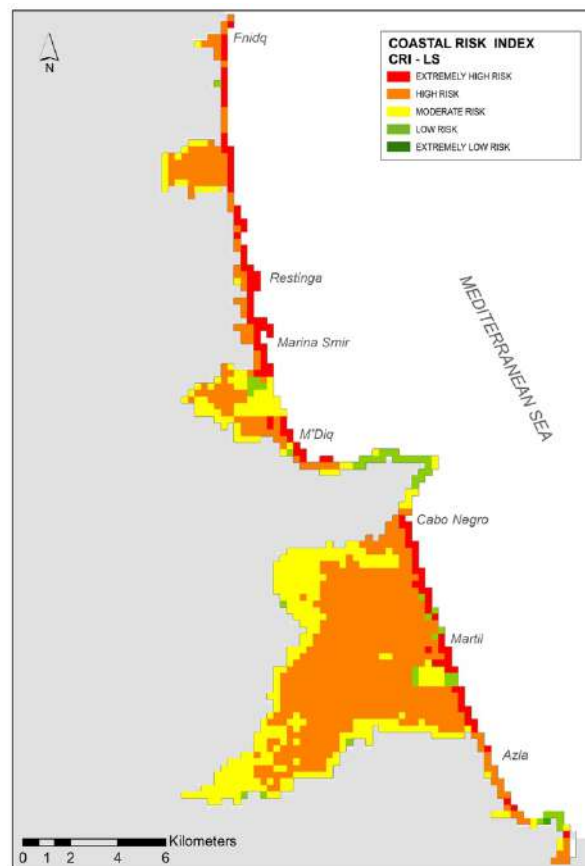 Fnidq
N
COASTAL RISK INDEX
CRI - LS
EXTREMELY HIGH RISK
HIGH RISK
MODERATE RISK
LOW RISK
EXTREMELY LOW RISK
Restinga
Marina Smir
MEDITERRANEAN SEA
M'Diq
Cabo Negro
Martil
Azla
Kilometers
0 1 2 4 6